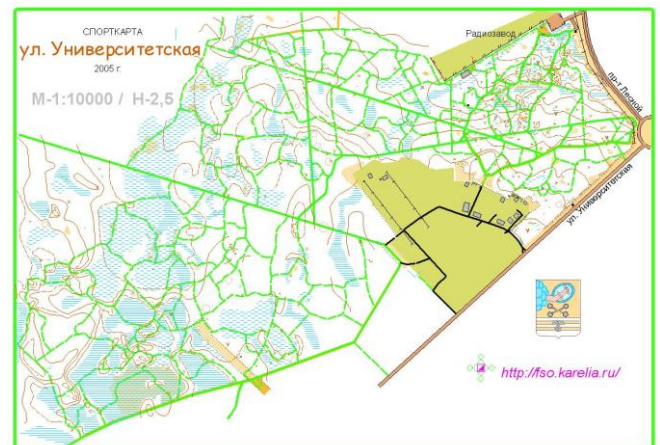 СПОРТКАРТА
ул. Университетская
2005 г.
М-1:10000 / Н-2,5
Радиозавод
пр-т Лесной
ул. Университетская
http://fso.karelia.ru/